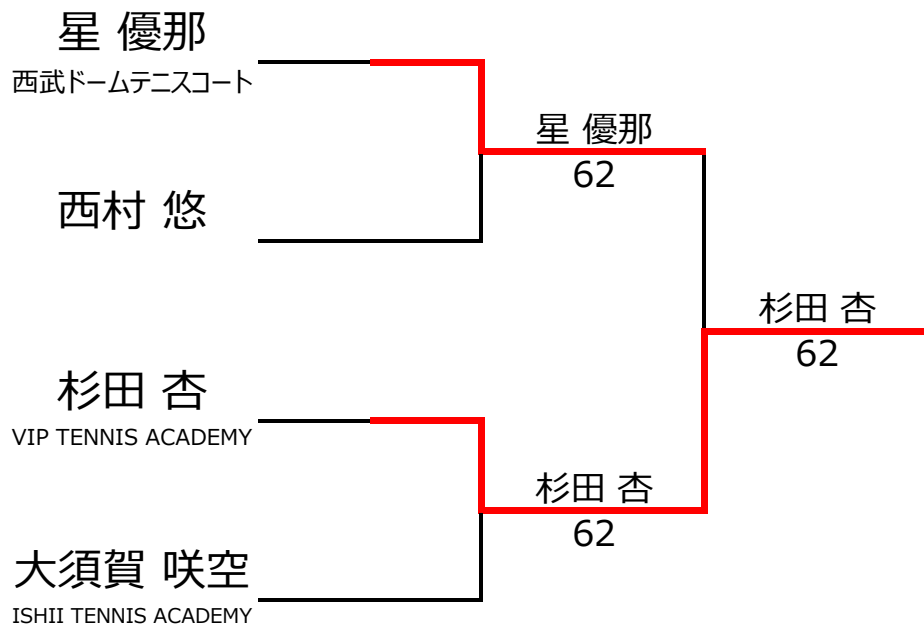 星 優那
西武ドームテニスコート
星 優那
62
西村 悠
杉田 杏
62
杉田 杏
VIP TENNIS ACADEMY
杉田 杏
62
大須賀 咲空
ISHII TENNIS ACADEMY